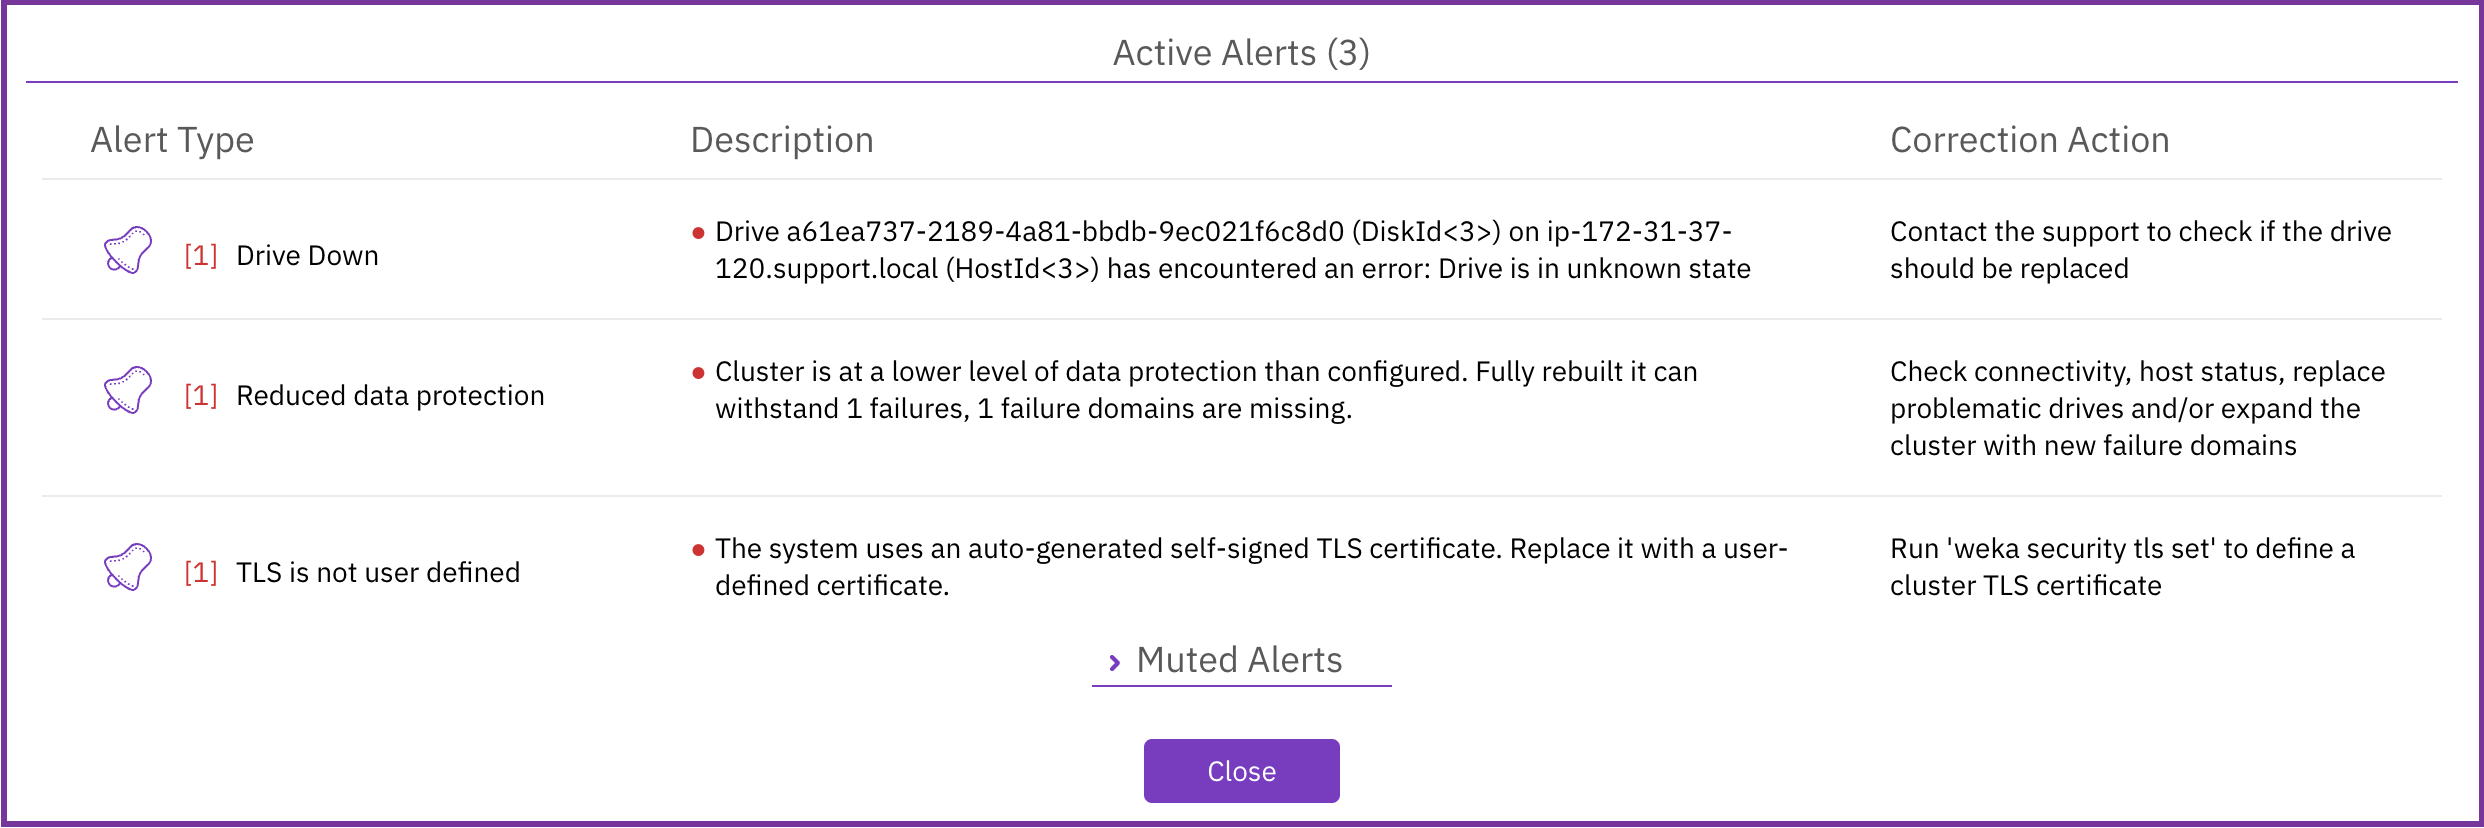 Active Alerts (3)
Alert Type
Description
Correction Action
[1] Drive Down
• Drive a61ea737-2189-4a81-bbdb-9ec021f6c8d0 (DiskId<3>) on ip-172-31-37-
120.support.local (HostId<3>) has encountered an error: Drive is in unknown state
Contact the support to check if the drive
should be replaced
[1] Reduced data protection
• Cluster is at a lower level of data protection than configured. Fully rebuilt it can
withstand 1 failures, 1 failure domains are missing.
Check connectivity, host status, replace
problematic drives and/or expand the
cluster with new failure domains
[1] TLS is not user defined
• The system uses an auto-generated self-signed TLS certificate. Replace it with a user-
defined certificate.
Run 'weka security tls set' to define a
cluster TLS certificate
› Muted Alerts
Close